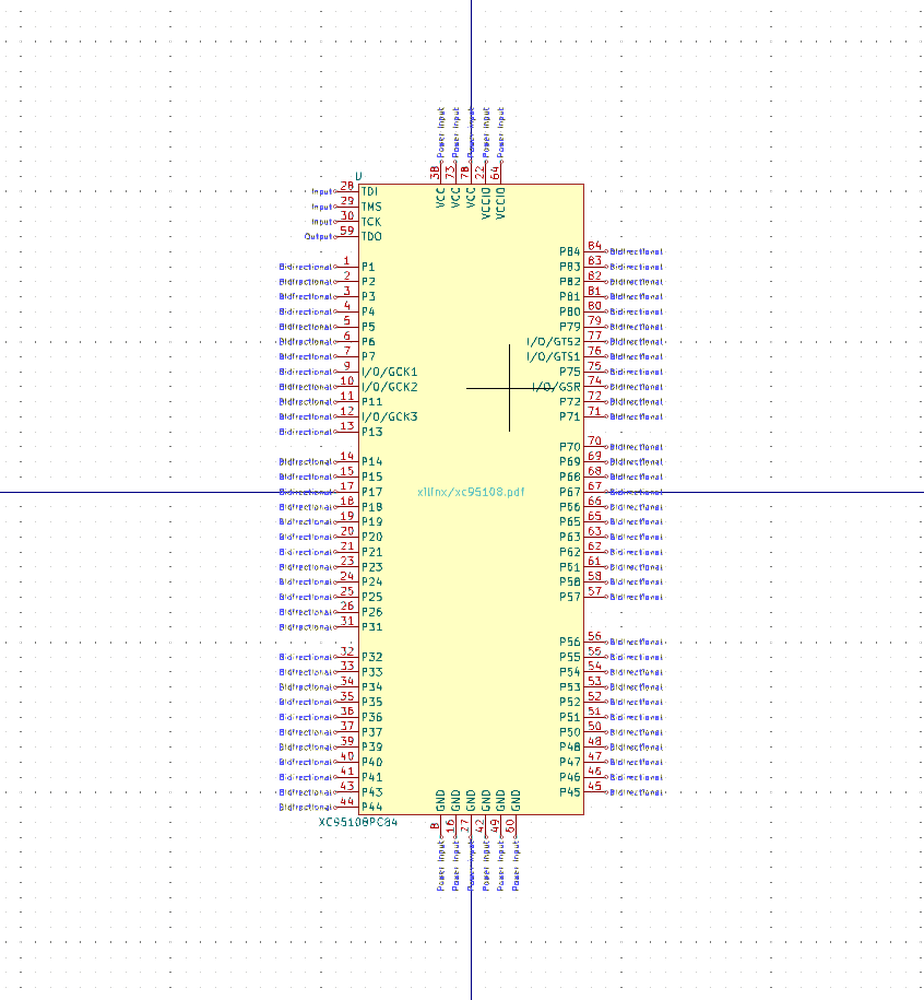 Power Input 38 VCC
Power Input 73 VCC
Power Input 78 VCC
Power Input 22 VCCIO
Power Input 64 VCCIO
U
Input 28 TDI
Input 29 TMS
Input 30 TCK
Output 59 TDO
Bidirectional 1 P1
Bidirectional 2 P2
Bidirectional 3 P3
Bidirectional 4 P4
Bidirectional 5 P5
Bidirectional 6 P6
Bidirectional 7 P7
Bidirectional 9 I/O/GCK1
Bidirectional 10 I/O/GCK2
Bidirectional 11 P11
Bidirectional 12 I/O/GCK3
Bidirectional 13 P13
Bidirectional 14 P14
Bidirectional 15 P15
Bidirectional 17 P17
Bidirectional 18 P18
Bidirectional 19 P19
Bidirectional 20 P20
Bidirectional 21 P21
Bidirectional 23 P23
Bidirectional 24 P24
Bidirectional 25 P25
Bidirectional 26 P26
Bidirectional 31 P31
Bidirectional 32 P32
Bidirectional 33 P33
Bidirectional 34 P34
Bidirectional 35 P35
Bidirectional 36 P36
Bidirectional 37 P37
Bidirectional 39 P39
Bidirectional 40 P40
Bidirectional 41 P41
Bidirectional 43 P43
Bidirectional 44 P44
xilinx/xc95108.pdf
P84 84 Bidirectional
P83 83 Bidirectional
P82 82 Bidirectional
P81 81 Bidirectional
P80 80 Bidirectional
P79 79 Bidirectional
I/O/GTS2 77 Bidirectional
I/O/GTS1 76 Bidirectional
P75 75 Bidirectional
I/O/GSR 74 Bidirectional
P72 72 Bidirectional
P71 71 Bidirectional
P70 70 Bidirectional
P69 69 Bidirectional
P68 68 Bidirectional
P67 67 Bidirectional
P66 66 Bidirectional
P65 65 Bidirectional
P63 63 Bidirectional
P62 62 Bidirectional
P61 61 Bidirectional
P58 58 Bidirectional
P57 57 Bidirectional
P56 56 Bidirectional
P55 55 Bidirectional
P54 54 Bidirectional
P53 53 Bidirectional
P52 52 Bidirectional
P51 51 Bidirectional
P50 50 Bidirectional
P48 48 Bidirectional
P47 47 Bidirectional
P46 46 Bidirectional
P45 45 Bidirectional
XC95108PC84
Power Input 8 GND
Power Input 16 GND
Power Input 27 GND
Power Input 42 GND
Power Input 49 GND
Power Input 60 GND